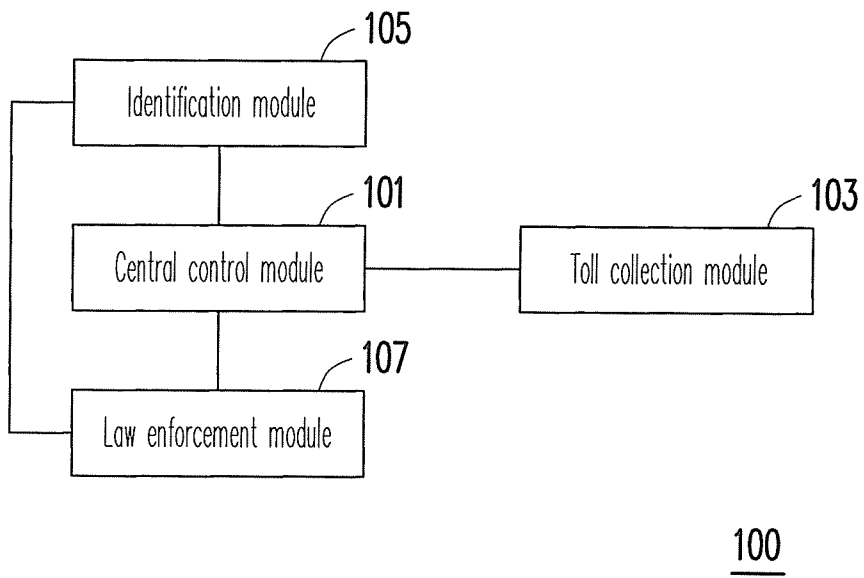 105
Identification module
101
Central control module
103
Toll collection module
107
Law enforcement module
100